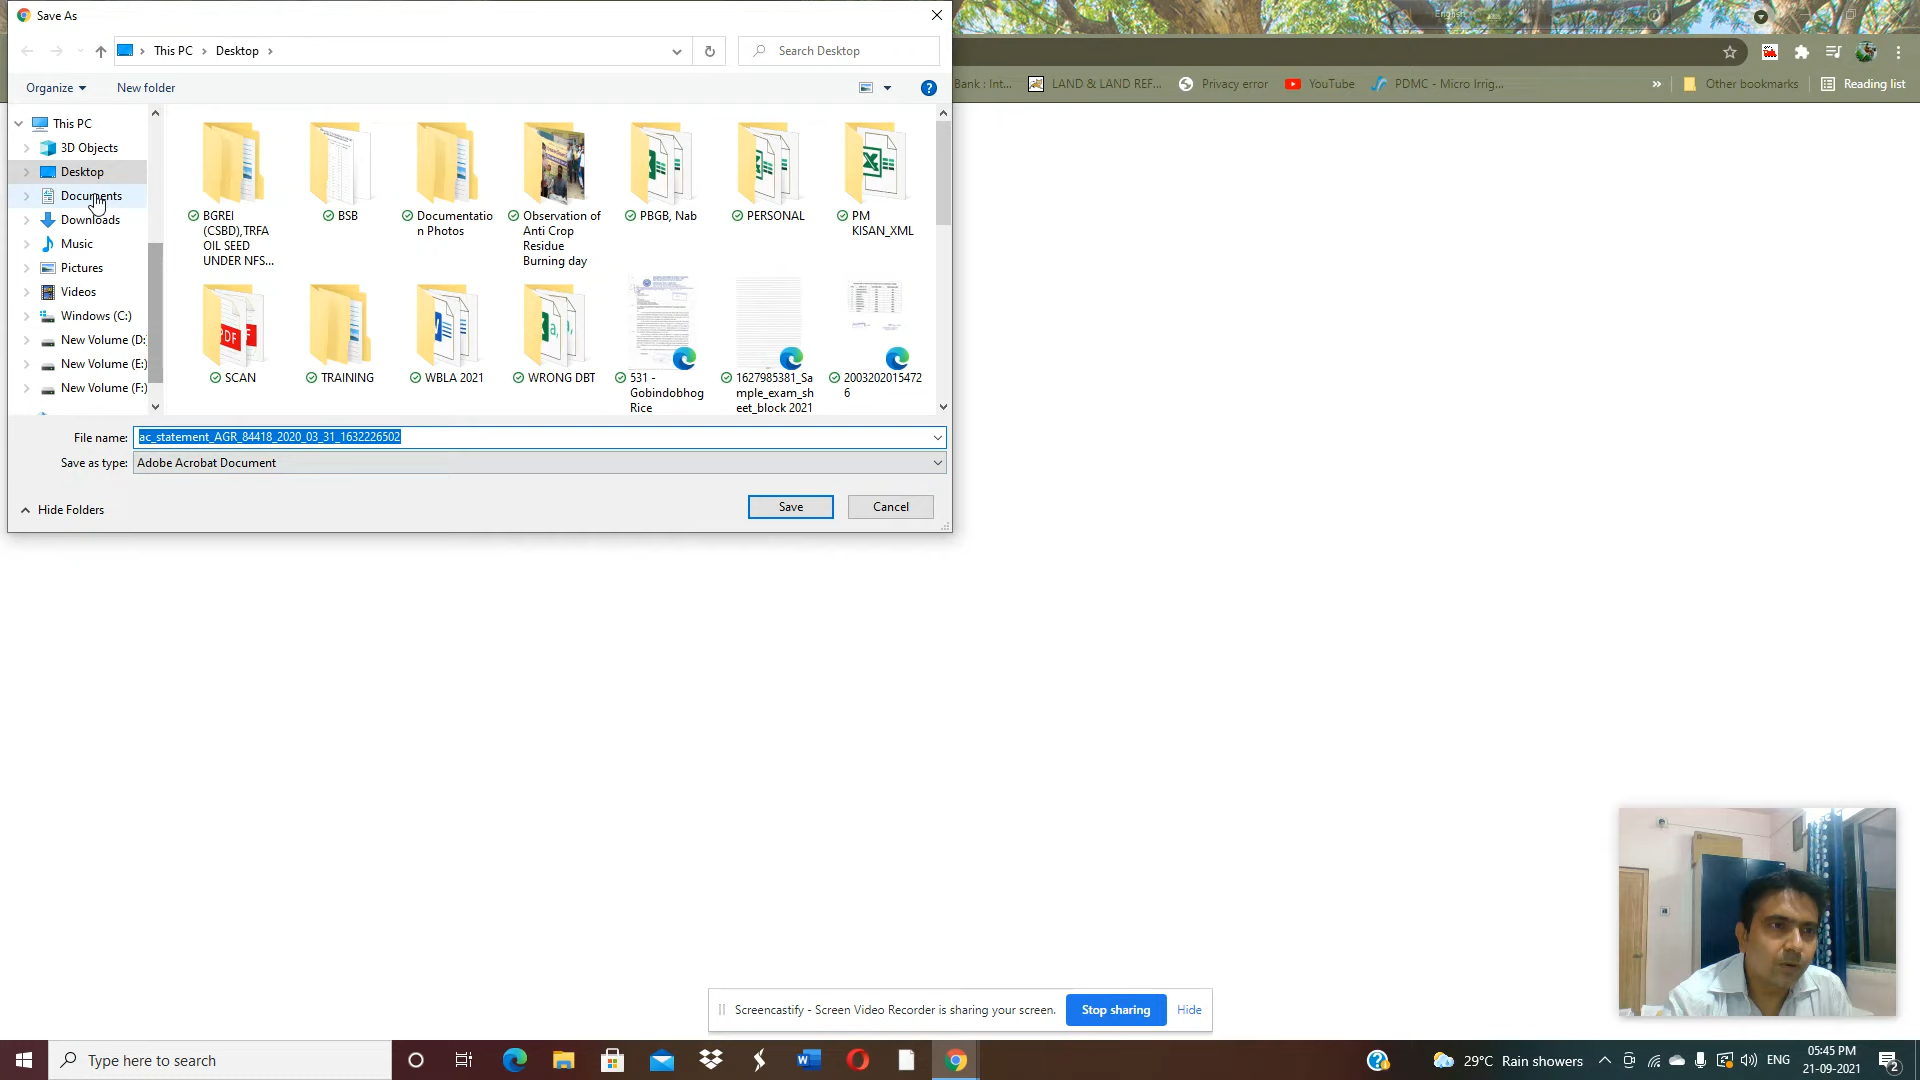 Save As
This PC
Desktop
Search Desktop
Organize
New folder
Bank : Int...
LAND & LAND REF...
Privacy error
YouTube
PDMC - Micro Irrig...
»
Other bookmarks
Reading list
This PC
3D Objects
Desktop
Documents
Downloads
Music
Pictures
Videos
Windows (C:)
New Volume (D:
New Volume (E:)
New Volume (F:)
BGREI
(CSBD),TRFA
OIL SEED
UNDER NFS...
BSB
Documentatio
n Photos
Observation of
Anti Crop
Residue
Burning day
PBGB, Nab
PERSONAL
PM
KISAN_XML
SCAN
TRAINING
WBLA 2021
WRONG DBT
531 -
Gobindobhog
Rice
1627985381_Sa
mple_exam_sh
eet_block 2021
2003202015472
6
File name:
ac_statement_AGR_84418_2020_03_31_1632226502
Save as type:
Adobe Acrobat Document
Hide Folders
Save
Cancel
Screencastify - Screen Video Recorder is sharing your screen.
Stop sharing
Hide
Type here to search
29°C Rain showers
ENG
05:45 PM
21-09-2021
2